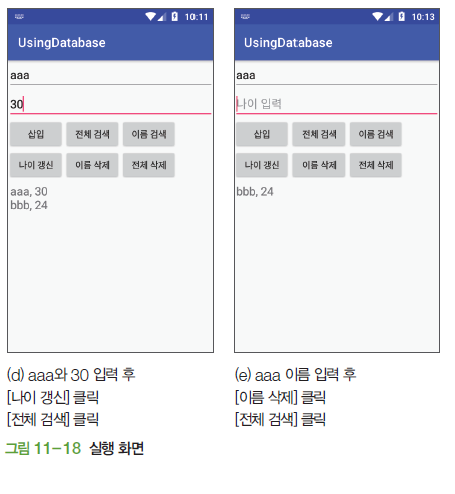 10:11
UsingDatabase
aaa
30
삽입 전체 검색 이름 검색
나이 갱신 이름 삭제 전체 삭제
aaa, 30
bbb, 24
(d) aaa와 30 입력 후
[나이 갱신] 클릭
[전체 검색] 클릭
10:13
UsingDatabase
aaa
나이 입력
삽입 전체 검색 이름 검색
나이 갱신 이름 삭제 전체 삭제
bbb, 24
(e) aaa 이름 입력 후
[이름 삭제] 클릭
[전체 검색] 클릭
그림 11-18 실행 화면